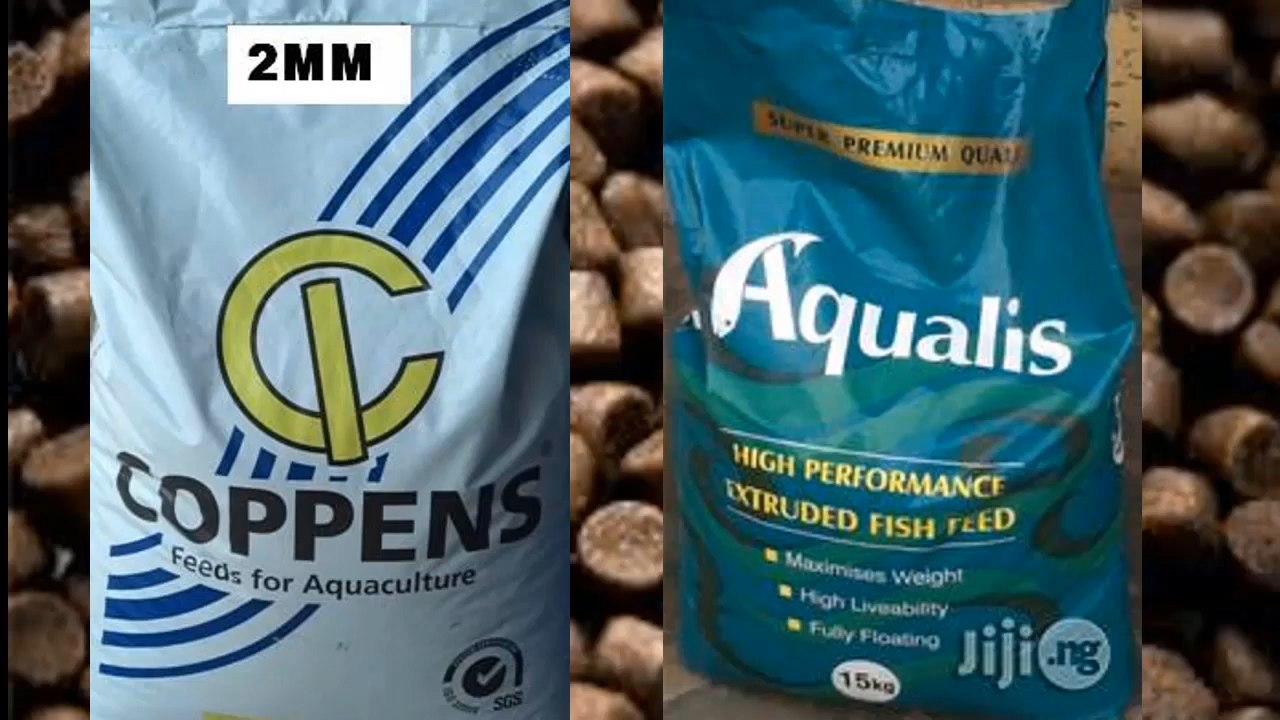 2MM
COPPENS
Feeds for Aquaculture
SGS
SUPER PREMIUM
Aqualis
HIGH PERFORMANCE
EXTRUDED FISH FEED
Maximises Weight
High Liveability
Fully Floating
15kg
Jiji.ng